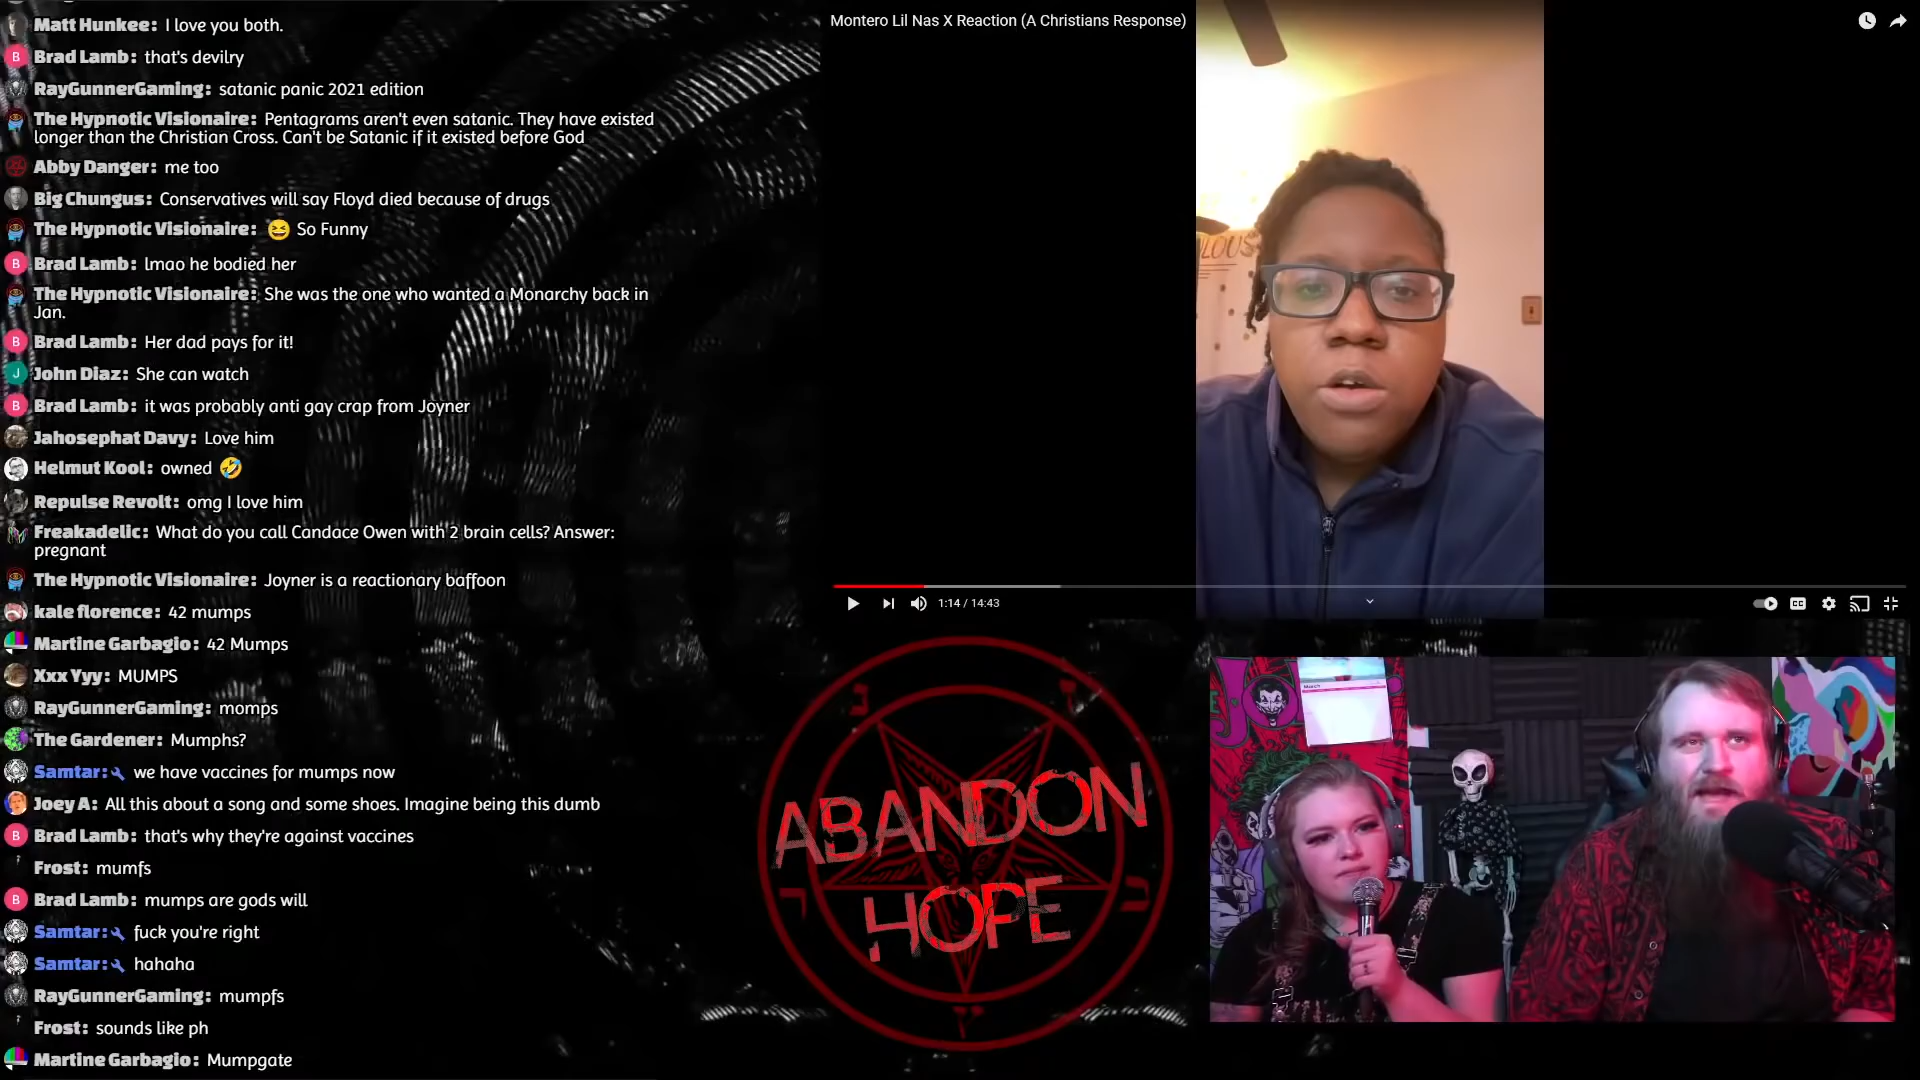 Matt Hunkee: I love you both.
B Brad Lamb: that's devilry
RayGunnerGaming: satanic panic 2021 edition
The Hypnotic Visionaire: Pentagrams aren't even satanic. They have existed
longer than the Christian Cross. Can't be Satanic if it existed before God
Abby Danger: me too
Big Chungus: Conservatives will say Floyd died because of drugs
The Hypnotic Visionaire: 😆 So Funny
B Brad Lamb: lmao he bodied her
The Hypnotic Visionaire: She was the one who wanted a Monarchy back in
Jan.
B Brad Lamb: Her dad pays for it!
J John Diaz: She can watch
B Brad Lamb: it was probably anti gay crap from Joyner
Jahosephat Davy: Love him
Helmut Kool: owned 🤣
Repulse Revolt: omg I love him
Freakadelic: What do you call Candace Owen with 2 brain cells? Answer:
pregnant
The Hypnotic Visionaire: Joyner is a reactionary baffoon
kale florence: 42 mumps
Martine Garbagio: 42 Mumps
Xxx Yyy: MUMPS
RayGunnerGaming: momps
The Gardener: Mumphs?
Samtar: we have vaccines for mumps now
Joey A: All this about a song and some shoes. Imagine being this dumb
B Brad Lamb: that's why they're against vaccines
Frost: mumfs
B Brad Lamb: mumps are gods will
Samtar: fuck you're right
Samtar: hahaha
RayGunnerGaming: mumpfs
Frost: sounds like ph
Martine Garbagio: Mumpgate
Montero Lil Nas X Reaction (A Christians Response)
1:14 / 14:43
CC
ABANDON
HOPE
March